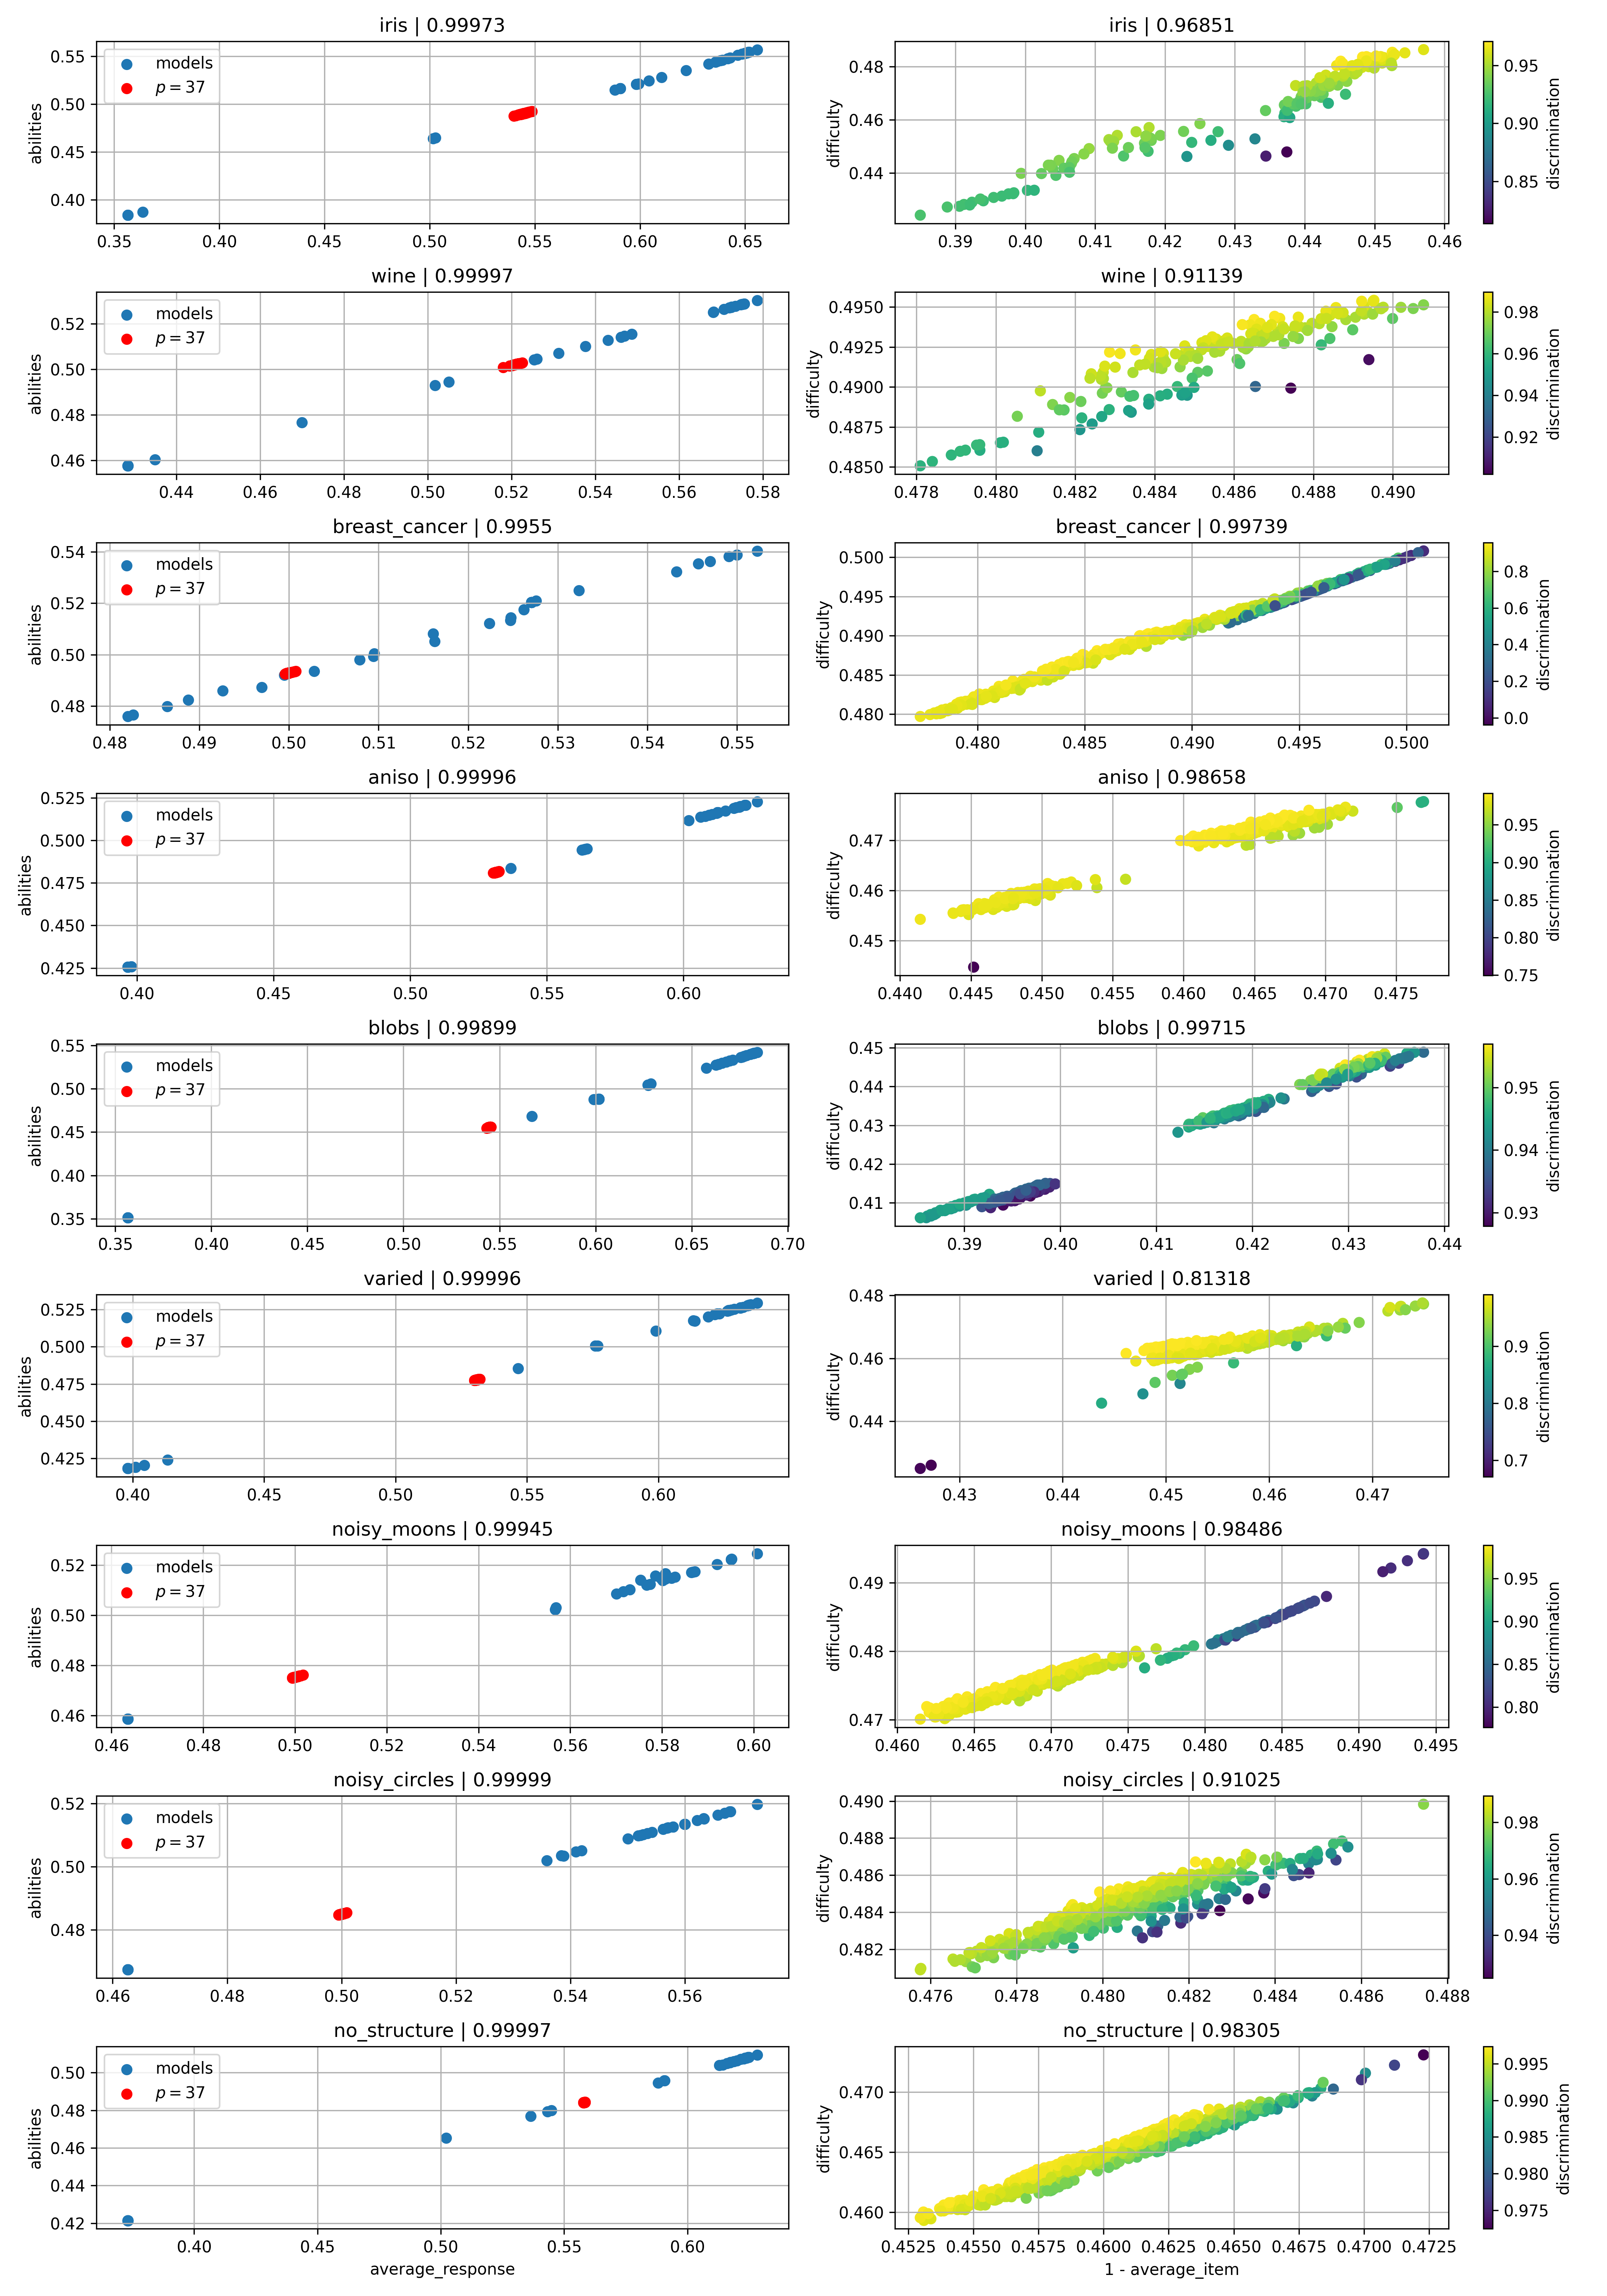 iris | 0.99973
abilities
0.55
0.50
0.45
0.40
models
p = 37
0.35 0.40 0.45 0.50 0.55 0.60 0.65
iris | 0.96851
difficulty
0.48
0.46
0.44
0.39 0.40 0.41 0.42 0.43 0.44 0.45 0.46
0.95
0.90
0.85
discrimination
wine | 0.99997
abilities
0.52
0.50
0.48
0.46
models
p = 37
0.44 0.46 0.48 0.50 0.52 0.54 0.56 0.58
wine | 0.91139
difficulty
0.4950
0.4925
0.4900
0.4875
0.4850
0.478 0.480 0.482 0.484 0.486 0.488 0.490
0.98
0.96
0.94
0.92
discrimination
breast_cancer | 0.9955
abilities
0.54
0.52
0.50
0.48
models
p = 37
0.48 0.49 0.50 0.51 0.52 0.53 0.54 0.55
breast_cancer | 0.99739
difficulty
0.500
0.495
0.490
0.485
0.480
0.480 0.485 0.490 0.495 0.500
0.8
0.6
0.4
0.2
0.0
discrimination
aniso | 0.99996
abilities
0.525
0.500
0.475
0.450
0.425
models
p = 37
0.40 0.45 0.50 0.55 0.60
aniso | 0.98658
difficulty
0.47
0.46
0.45
0.440 0.445 0.450 0.455 0.460 0.465 0.470 0.475
0.95
0.90
0.85
0.80
0.75
discrimination
blobs | 0.99899
abilities
0.55
0.50
0.45
0.40
0.35
models
p = 37
0.35 0.40 0.45 0.50 0.55 0.60 0.65 0.70
blobs | 0.99715
difficulty
0.45
0.44
0.43
0.42
0.41
0.39 0.40 0.41 0.42 0.43 0.44
0.95
0.94
0.93
discrimination
varied | 0.99996
abilities
0.525
0.500
0.475
0.450
0.425
models
p = 37
0.40 0.45 0.50 0.55 0.60
varied | 0.81318
difficulty
0.48
0.46
0.44
0.43 0.44 0.45 0.46 0.47
0.9
0.8
0.7
discrimination
noisy_moons | 0.99945
abilities
0.52
0.50
0.48
0.46
models
p = 37
0.46 0.48 0.50 0.52 0.54 0.56 0.58 0.60
noisy_moons | 0.98486
difficulty
0.49
0.48
0.47
0.460 0.465 0.470 0.475 0.480 0.485 0.490 0.495
0.95
0.90
0.85
0.80
discrimination
noisy_circles | 0.99999
abilities
0.52
0.50
0.48
models
p = 37
0.46 0.48 0.50 0.52 0.54 0.56
noisy_circles | 0.91025
difficulty
0.490
0.488
0.486
0.484
0.482
0.476 0.478 0.480 0.482 0.484 0.486 0.488
0.98
0.96
0.94
discrimination
no_structure | 0.99997
abilities
0.50
0.48
0.46
0.44
0.42
models
p = 37
0.40 0.45 0.50 0.55 0.60
average_response
no_structure | 0.98305
difficulty
0.470
0.465
0.460
0.4525 0.4550 0.4575 0.4600 0.4625 0.4650 0.4675 0.4700 0.4725
1 - average_item
0.995
0.990
0.985
0.980
0.975
discrimination